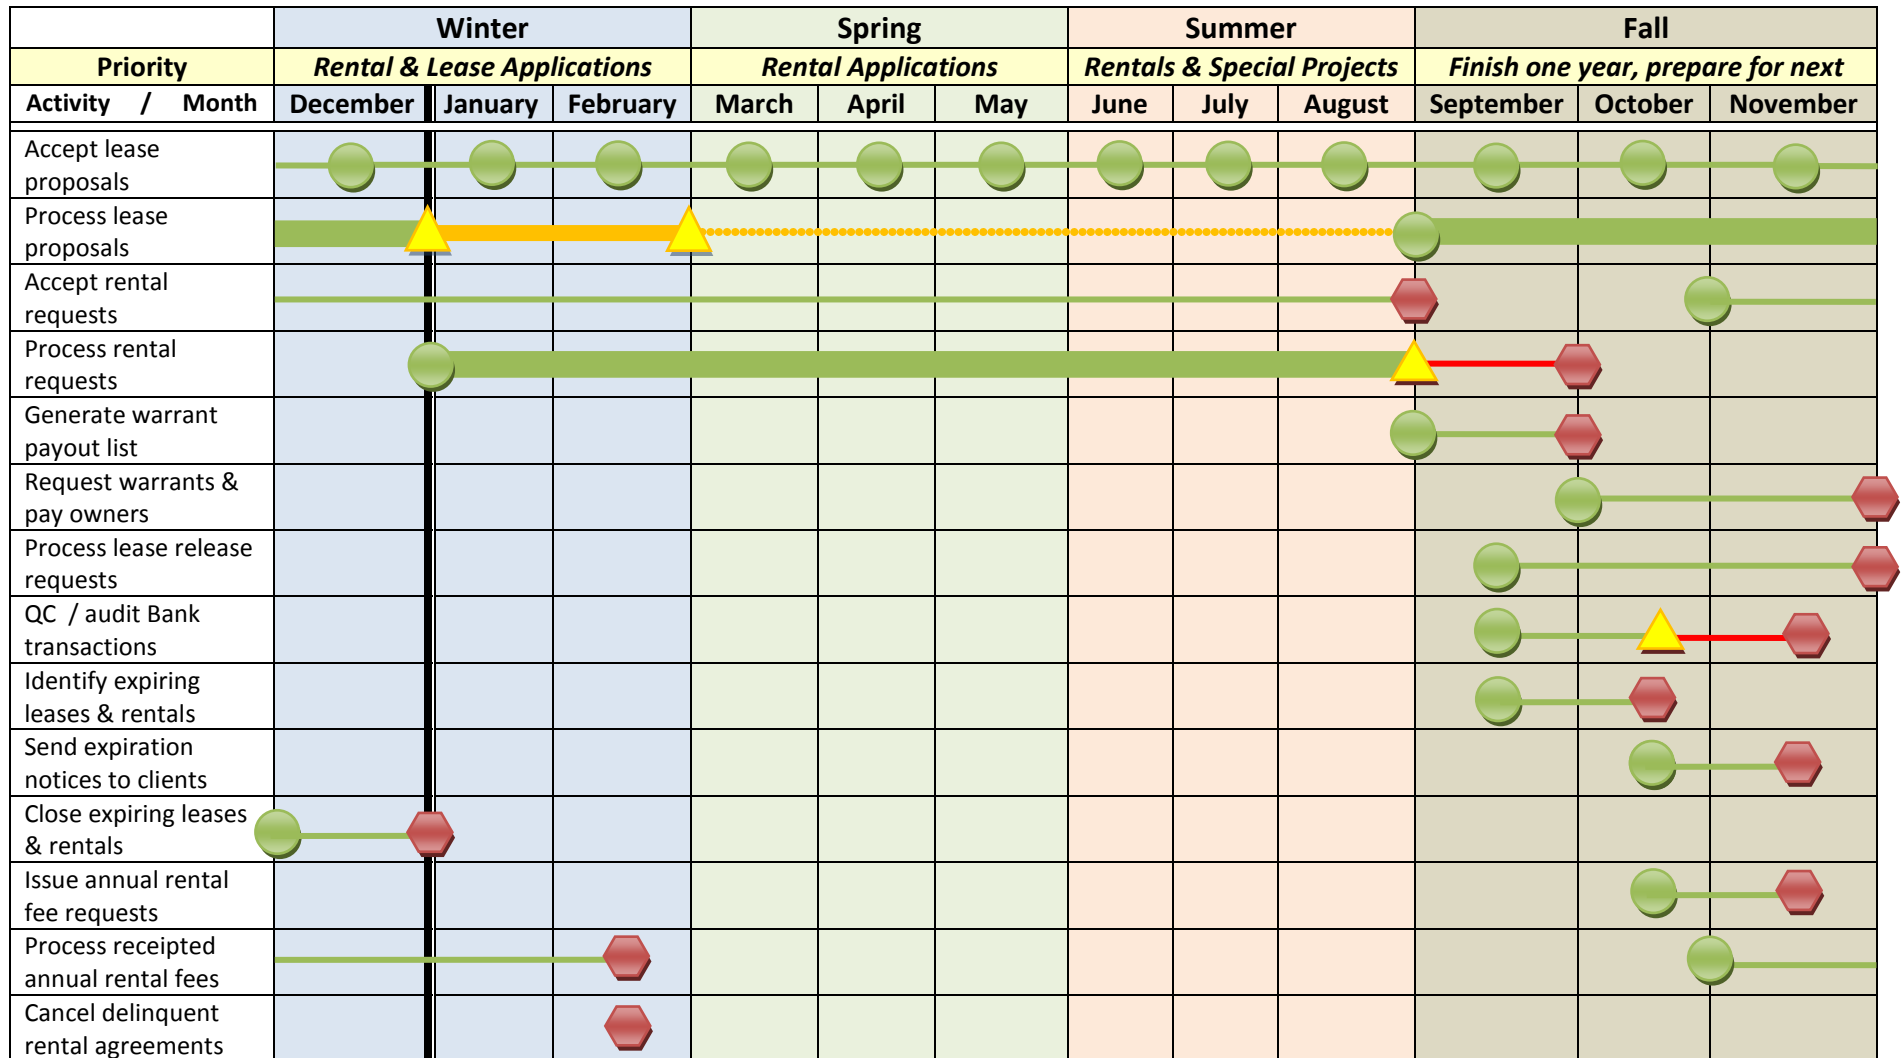 Winter Spring Summer Fall
Priority Rental & Lease Applications Rental Applications Rentals & Special Projects Finish one year, prepare for next
Activity / Month December January February March April May June July August September October November
Accept lease
proposals
Process lease
proposals
Accept rental
requests
Process rental
requests
Generate warrant
payout list
Request warrants &
pay owners
Process lease release
requests
QC / audit Bank
transactions
Identify expiring
leases & rentals
Send expiration
notices to clients
Close expiring leases
& rentals
Issue annual rental
fee requests
Process receipted
annual rental fees
Cancel delinquent
rental agreements